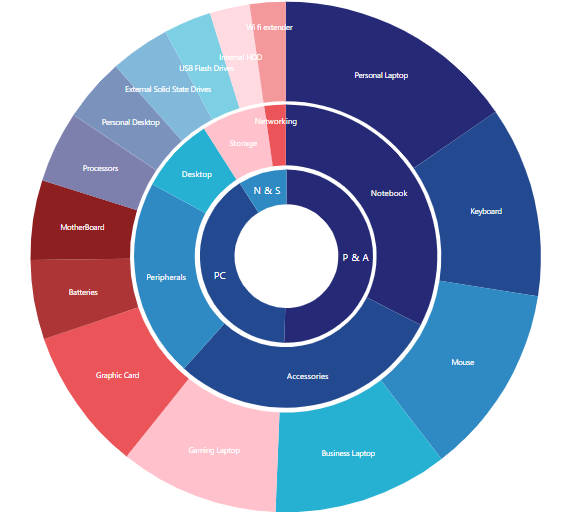 Wi fi extender
Internal HDD
Personal Laptop
USB Flash Drives
External Solid State Drives
Personal Desktop
Networking
Storage
Processors
Desktop
N & S
Notebook
Keyboard
MotherBoard
P & A
PC
Peripherals
Batteries
Mouse
Graphic Card
Accessories
Gaming Laptop
Business Laptop